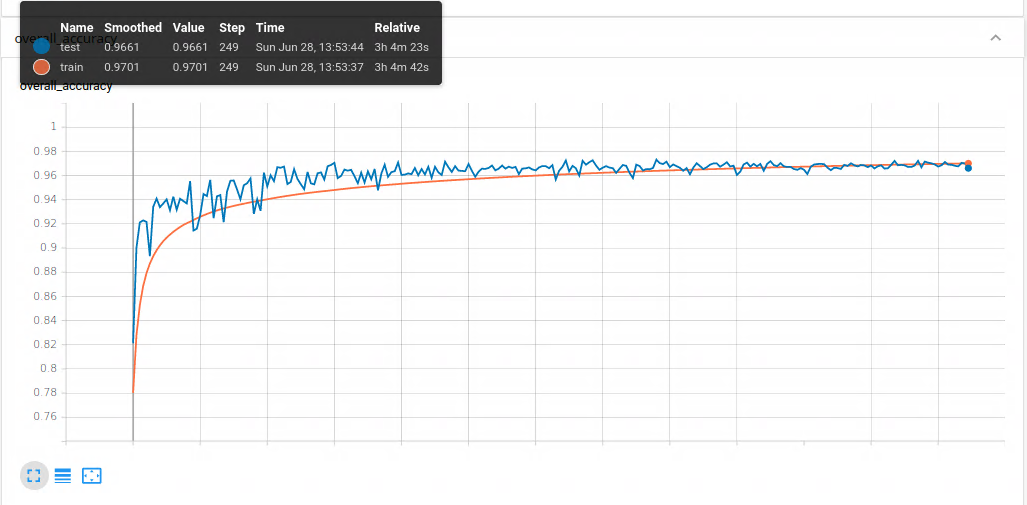 Name Smoothed Value Step Time Relative
overall_accuracy
test 0.9661 0.9661 249 Sun Jun 28, 13:53:44 3h 4m 23s
train 0.9701 0.9701 249 Sun Jun 28, 13:53:37 3h 4m 42s
overall_accuracy
1
0.98
0.96
0.94
0.92
0.9
0.88
0.86
0.84
0.82
0.8
0.78
0.76